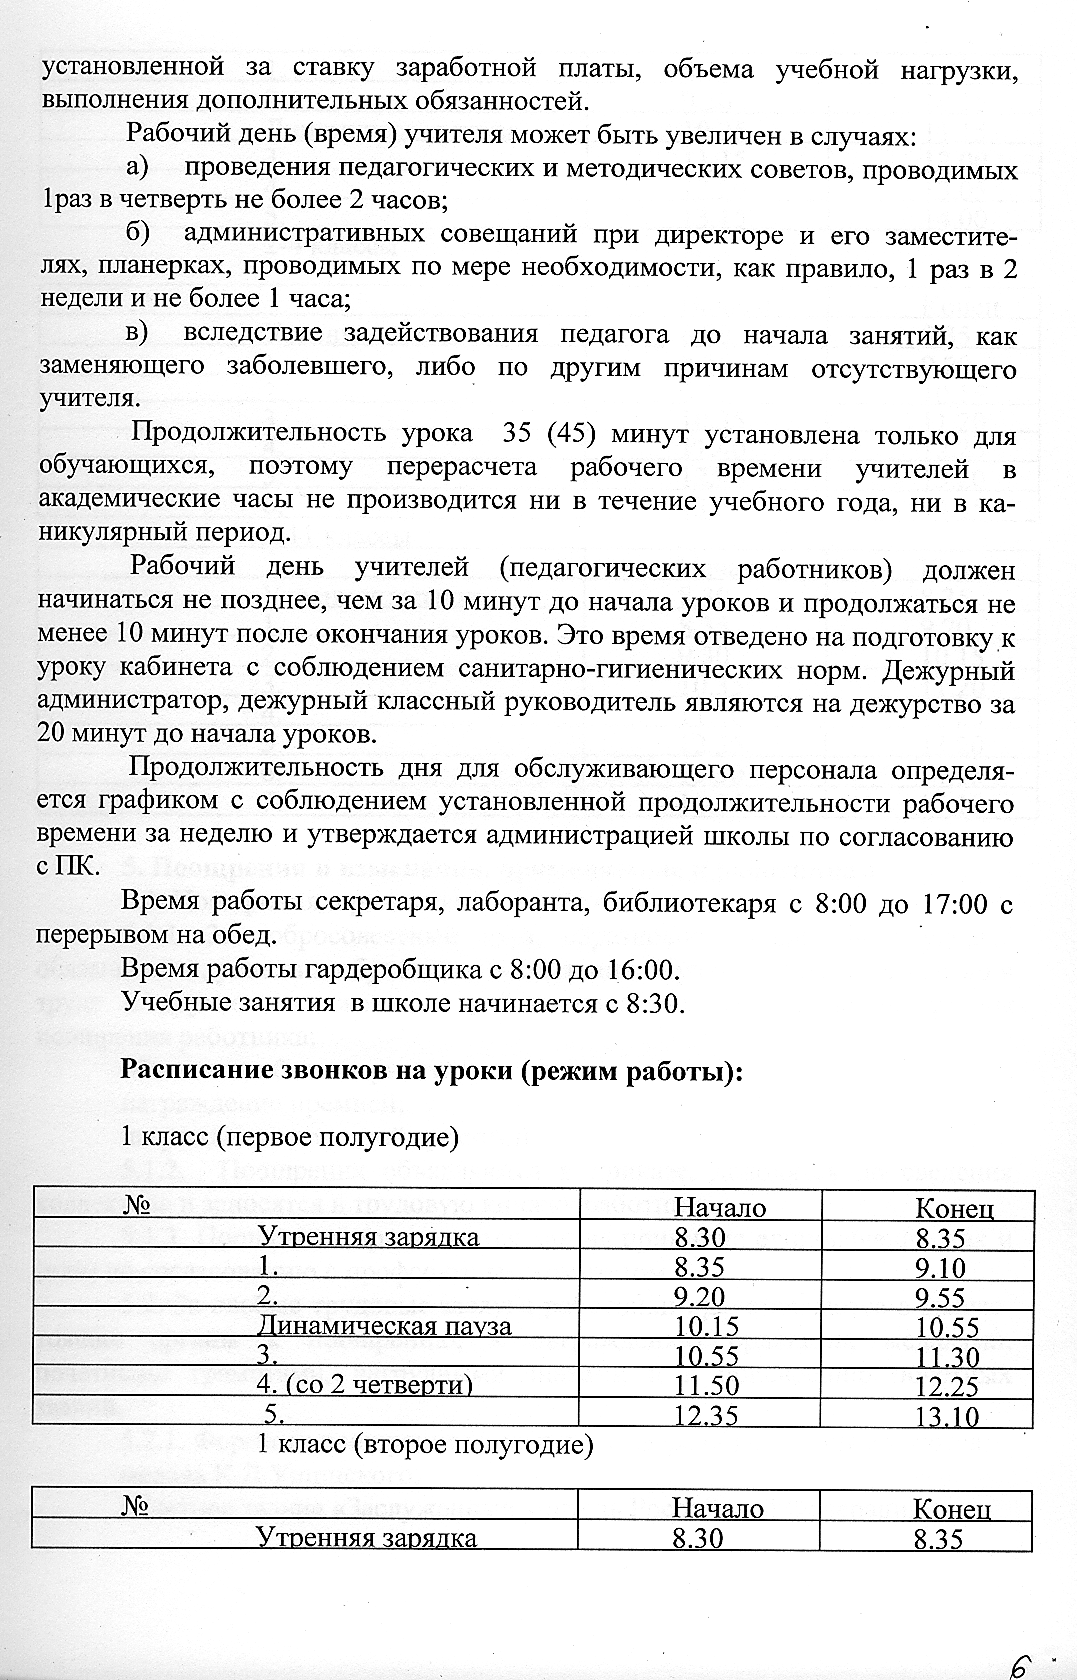 установленной за ставку заработной платы, объема учебной нагрузки,
выполнения дополнительных обязанностей.
Рабочий день (время) учителя может быть увеличен в случаях:
а) проведения педагогических и методических советов, проводимых
1раз в четверть не более 2 часов;
б) административных совещаний при директоре и его заместите-
лях, планерках, проводимых по мере необходимости, как правило, 1 раз в 2
недели и не более 1 часа;
в) вследствие задействования педагога до начала занятий, как
заменяющего заболевшего, либо по другим причинам отсутствующего
учителя.
Продолжительность урока 35 (45) минут установлена только для
обучающихся, поэтому перерасчета рабочего времени учителей в
академические часы не производится ни в течение учебного года, ни в ка-
никулярный период.
Рабочий день учителей (педагогических работников) должен
начинаться не позднее, чем за 10 минут до начала уроков и продолжаться не
менее 10 минут после окончания уроков. Это время отведено на подготовку к
уроку кабинета с соблюдением санитарно-гигиенических норм. Дежурный
администратор, дежурный классный руководитель являются на дежурство за
20 минут до начала уроков.
Продолжительность дня для обслуживающего персонала определя-
ется графиком с соблюдением установленной продолжительности рабочего
времени за неделю и утверждается администрацией школы по согласованию
с ПК.
Время работы секретаря, лаборанта, библиотекаря с 8:00 до 17:00 с
перерывом на обед.
Время работы гардеробщика с 8:00 до 16:00.
Учебные занятия в школе начинается с 8:30.
Расписание звонков на уроки (режим работы):
1 класс (первое полугодие)
№ Начало Конец
Утренняя зарядка 8.30 8.35
1. 8.35 9.10
2. 9.20 9.55
Динамическая пауза 10.15 10.55
3. 10.55 11.30
4. (со 2 четверти) 11.50 12.25
5. 12.35 13.10
1 класс (второе полугодие)
№ Начало Конец
Утренняя зарядка 8.30 8.35
6